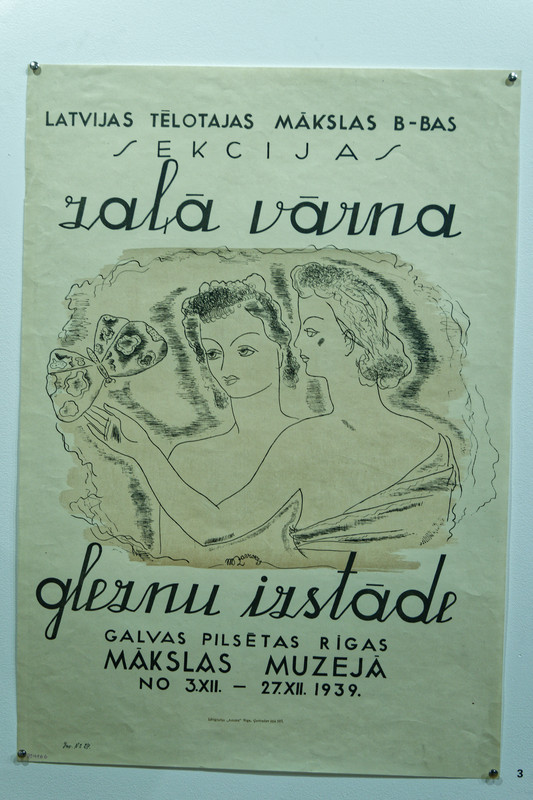 LATVIJAS TĒLOTAJAS MĀKSLAS B-BAS
SEKCIJAS
zaļā vārna
gleznu izstāde
GALVAS PILSĒTAS RĪGAS
MĀKSLAS MUZEJĀ
NO 3.XII. – 27.XII. 1939.
3